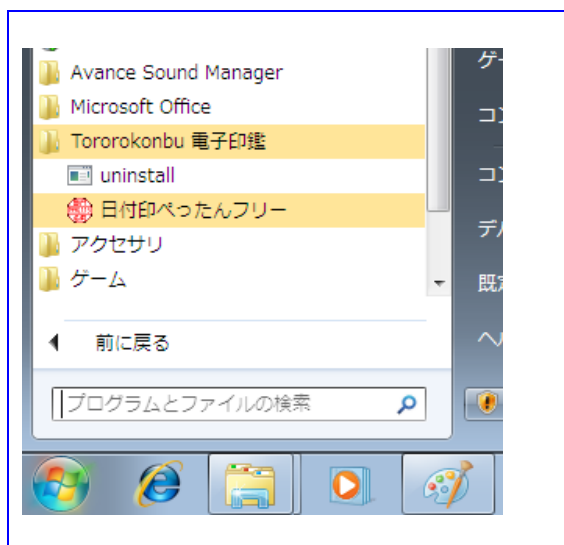 Avance Sound Manager
Microsoft Office
Tororokonbu 電子印鑑
uninstall
日付印ぺったんフリー
アクセサリ
ゲーム
前に戻る
プログラムとファイルの検索